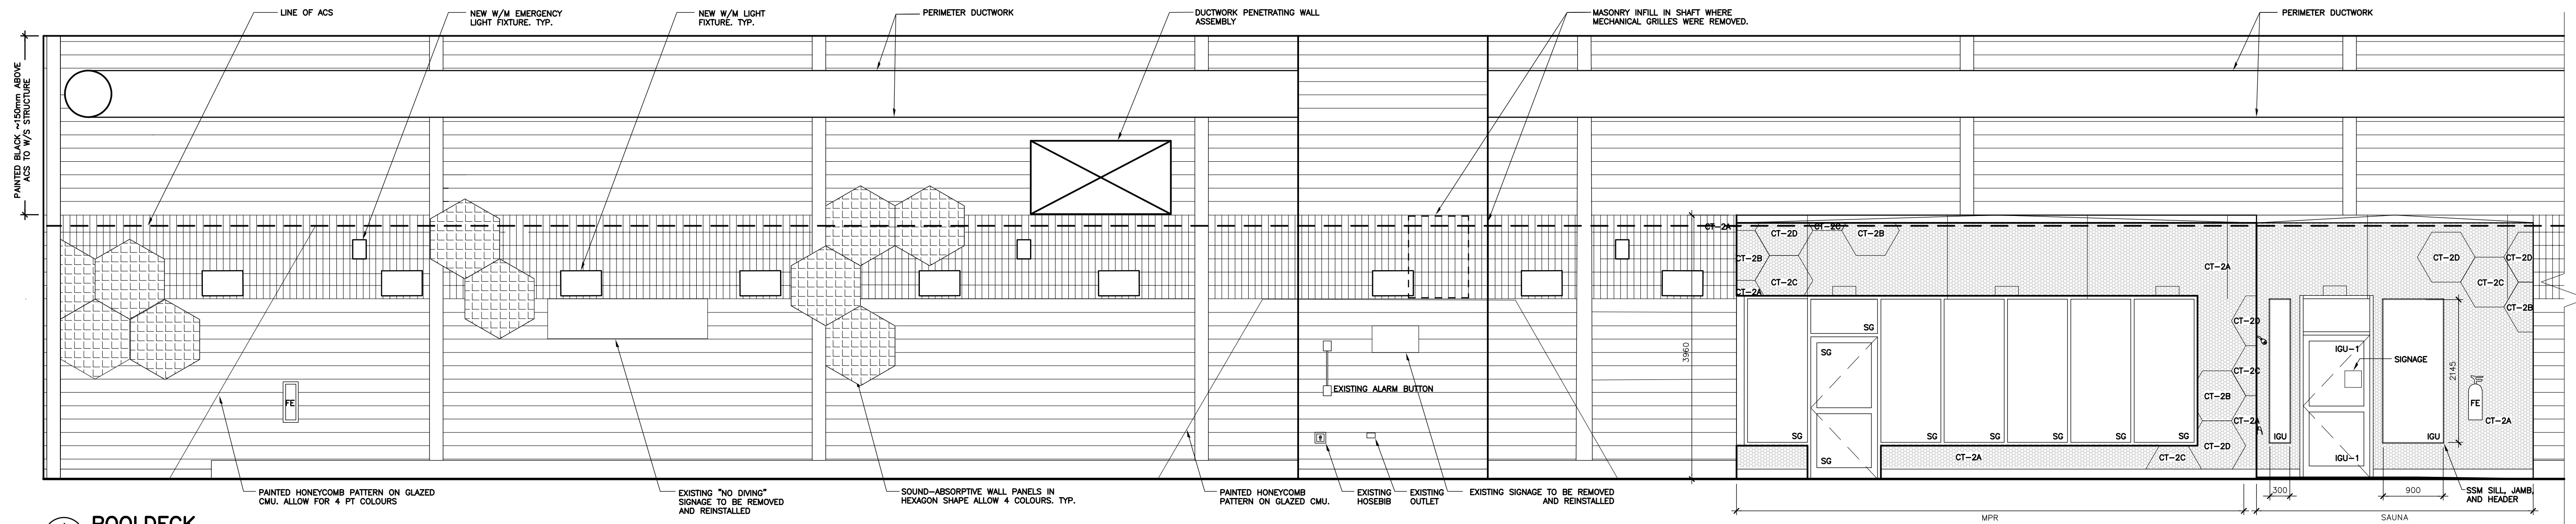 LINE OF ACS
NEW W/M EMERGENCY
LIGHT FIXTURE. TYP.
NEW W/M LIGHT
FIXTURE. TYP.
PERIMETER DUCTWORK
DUCTWORK PENETRATING WALL
ASSEMBLY
MASONRY INFILL IN SHAFT WHERE
MECHANICAL GRILLES WERE REMOVED.
PERIMETER DUCTWORK
PAINTED BLACK ~150mm ABOVE
ACS TO W/S STRUCTURE
CT-2A
CT-2D
CT-2C
CT-2B
CT-2B
CT-2C
CT-2A
CT-2A
CT-2D
CT-2D
CT-2C
CT-2B
3960
SG
SG
SG
SG
SG
SG
SG
SG
SG
SG
CT-2D
CT-2C
CT-2B
CT-2A
CT-2D
CT-2A
CT-2C
IGU-1
SIGNAGE
2145
FE
CT-2A
IGU
IGU
IGU-1
FE
EXISTING ALARM BUTTON
PAINTED HONEYCOMB PATTERN ON GLAZED
CMU. ALLOW FOR 4 PT COLOURS
EXISTING "NO DIVING"
SIGNAGE TO BE REMOVED
AND REINSTALLED
SOUND-ABSORPTIVE WALL PANELS IN
HEXAGON SHAPE ALLOW 4 COLOURS. TYP.
PAINTED HONEYCOMB
PATTERN ON GLAZED CMU.
EXISTING
HOSEBIB
EXISTING
OUTLET
EXISTING SIGNAGE TO BE REMOVED
AND REINSTALLED
300
900
SSM SILL, JAMB,
AND HEADER
MPR
SAUNA
POOLDECK